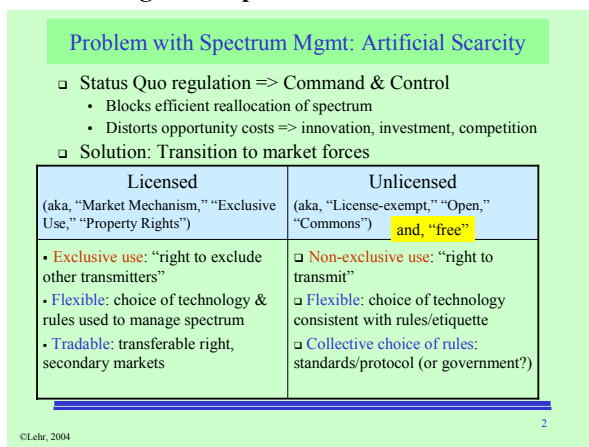 Problem with Spectrum Mgmt: Artificial Scarcity
Status Quo regulation => Command & Control
Blocks efficient reallocation of spectrum
Distorts opportunity costs => innovation, investment, competition
Solution: Transition to market forces
Licensed
(aka, “Market Mechanism,” “Exclusive
Use,” “Property Rights”)
Unlicensed
(aka, “License-exempt,” “Open,”
“Commons”)
and, “free”
Exclusive use: “right to exclude
other transmitters”
Flexible: choice of technology &
rules used to manage spectrum
Tradable: transferable right,
secondary markets
Non-exclusive use: “right to
transmit”
Flexible: choice of technology
consistent with rules/etiquette
Collective choice of rules:
standards/protocol (or government?)
2
©Lehr, 2004